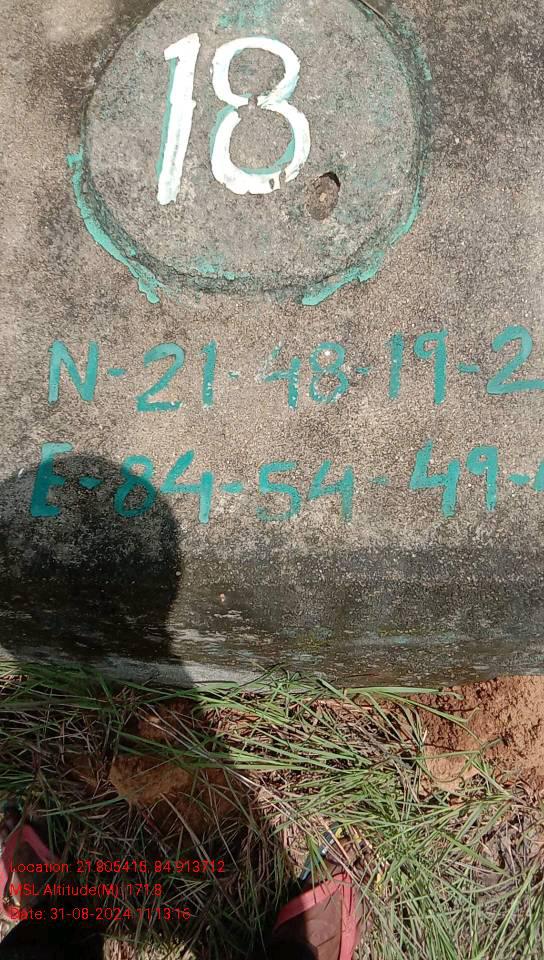 18
N-21-48-19-2
E-84-54-49-
Location: 21.805415, 84.913712
MSL Altitude(M): 171.8
Date: 31-08-2024 11:13:16